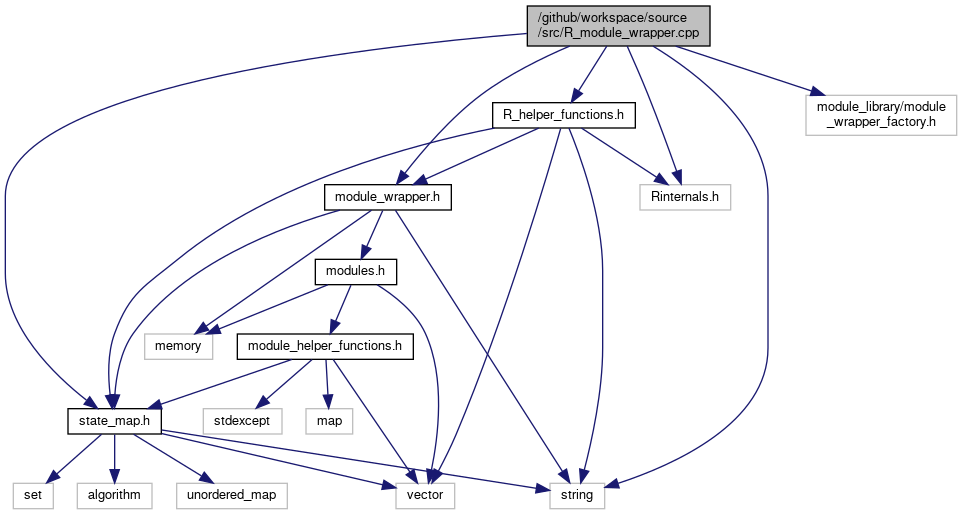 /github/workspace/source
/src/R_module_wrapper.cpp
R_helper_functions.h
module_library/module
_wrapper_factory.h
module_wrapper.h
Rinternals.h
modules.h
memory
module_helper_functions.h
state_map.h
stdexcept
map
set
algorithm
unordered_map
vector
string